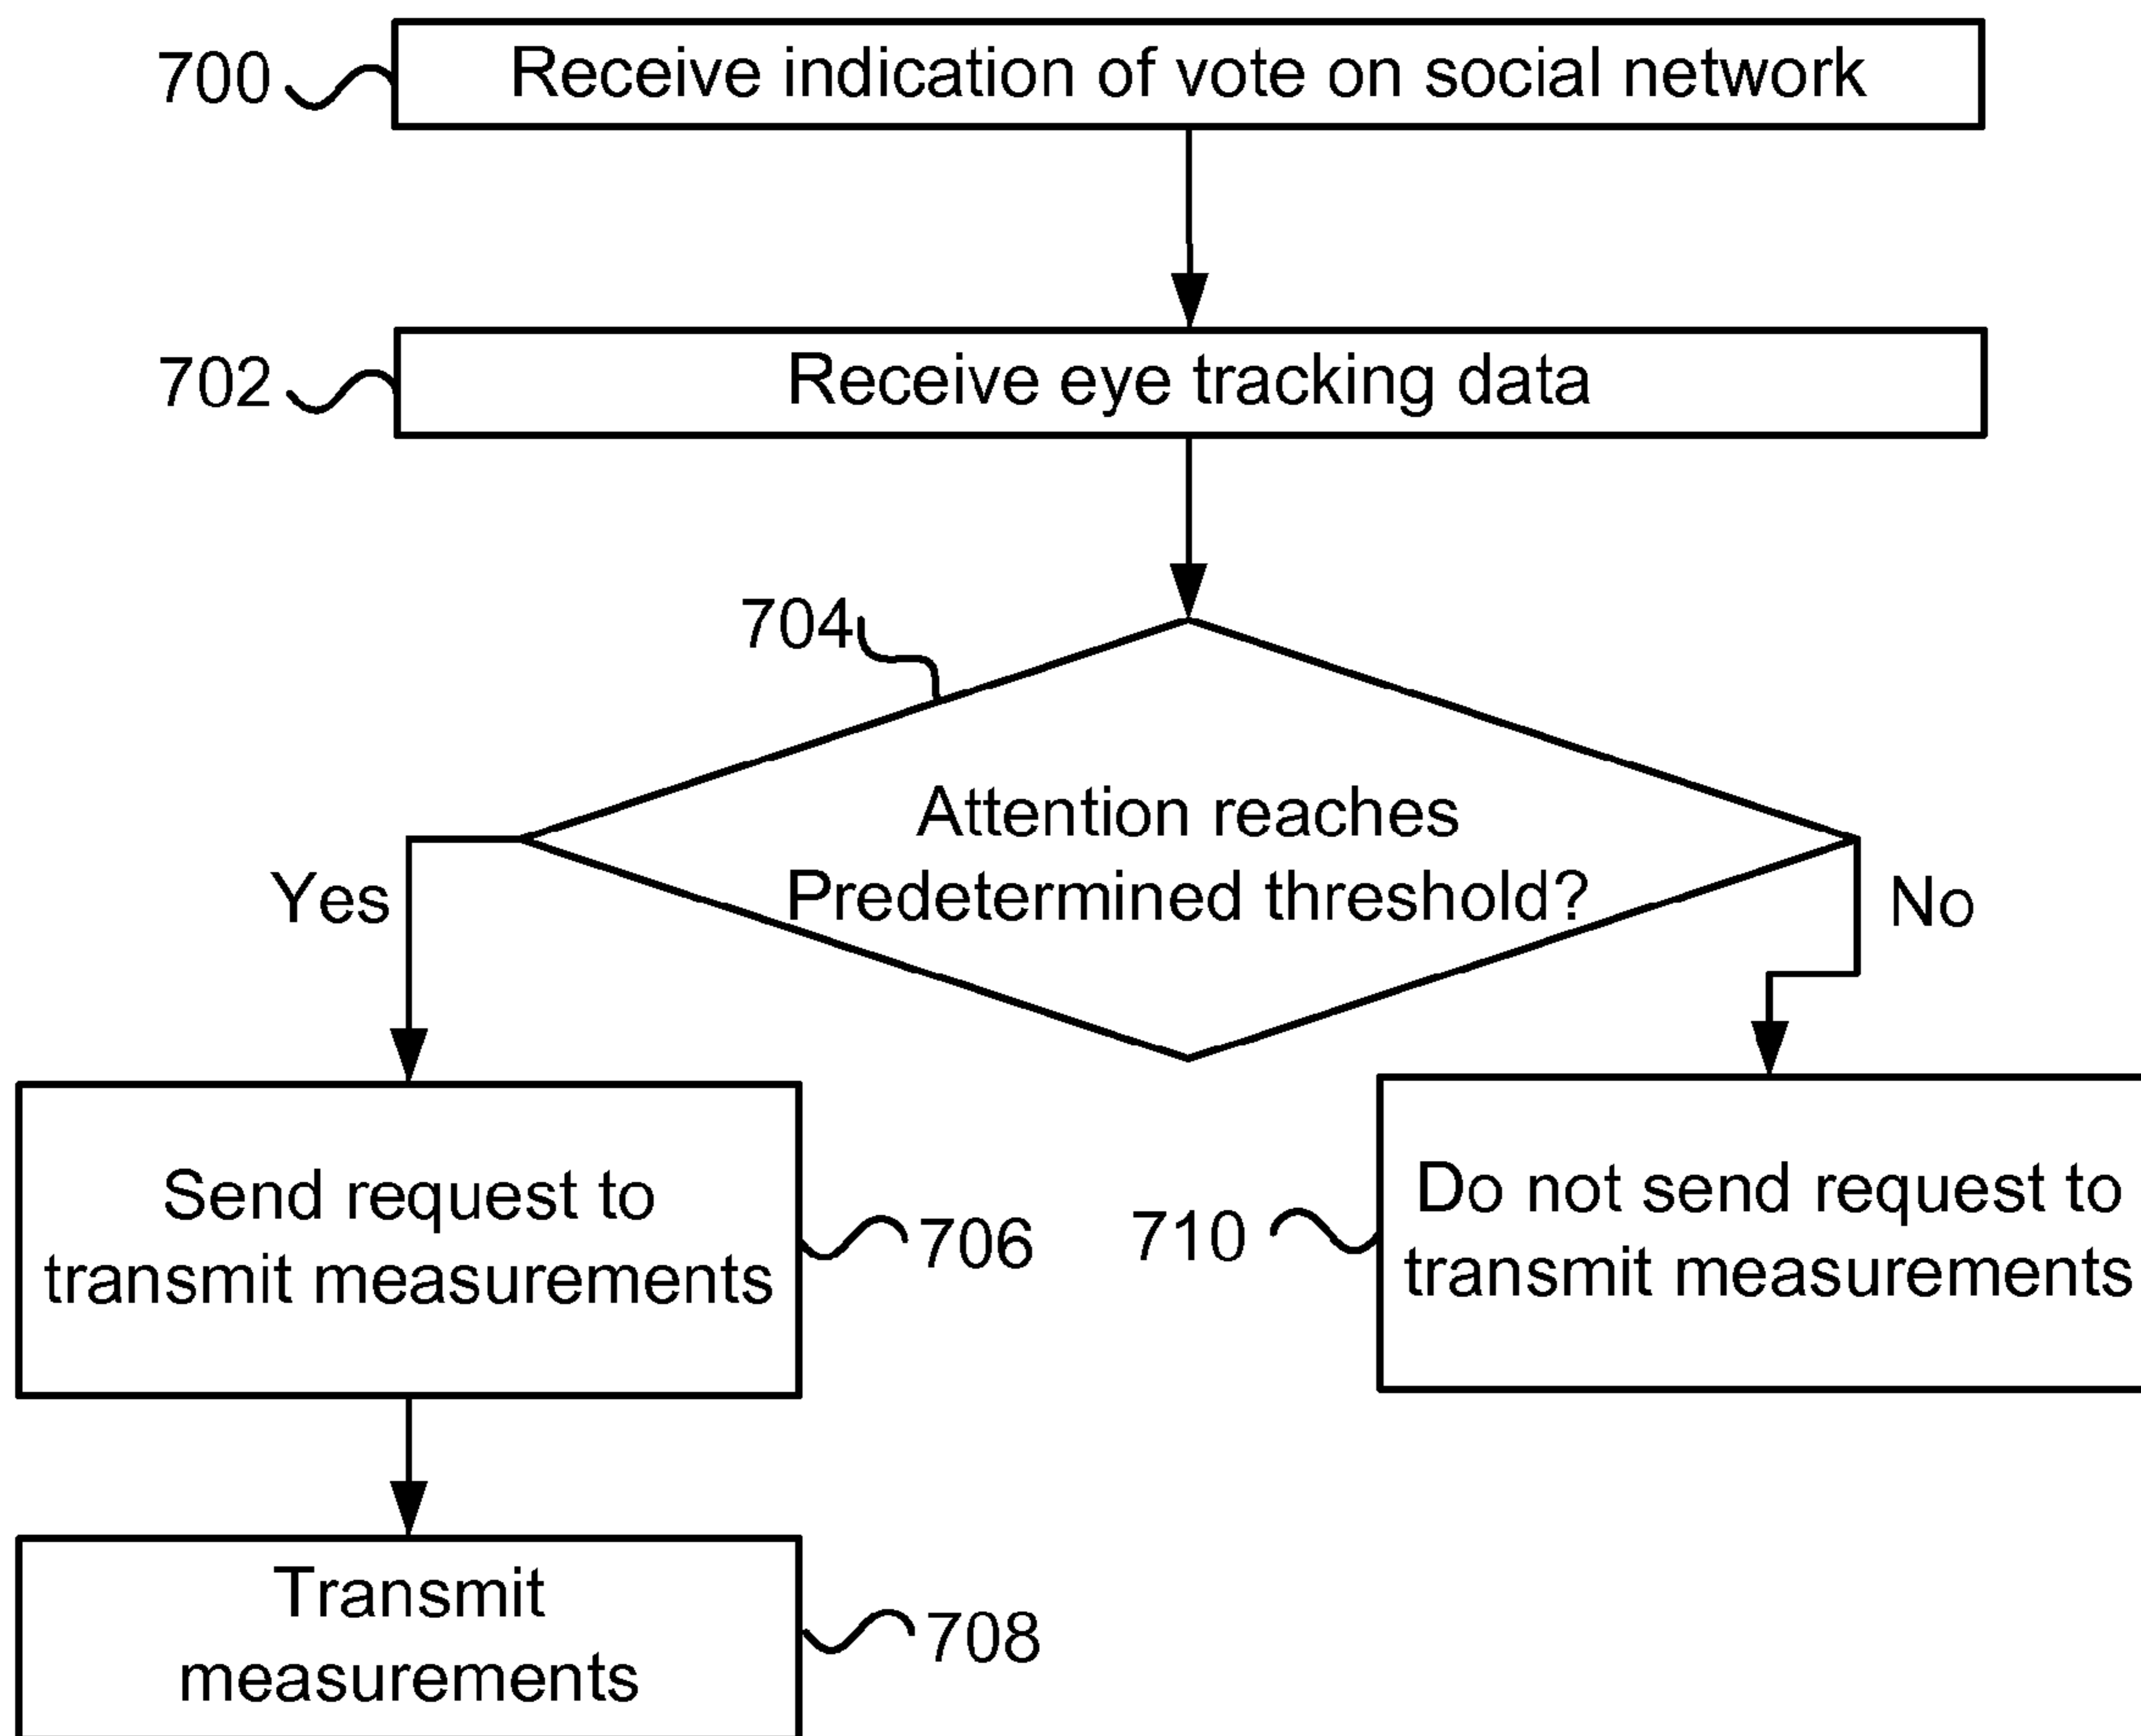 700
Receive indication of vote on social network
702
Receive eye tracking data
704
Attention reaches
Predetermined threshold?
Yes
No
Send request to
transmit measurements
706
710
Do not send request to
transmit measurements
Transmit
measurements
708